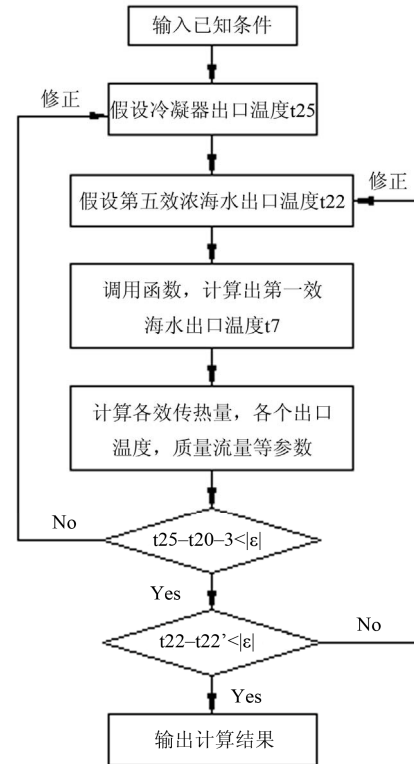 输入已知条件
修正
假设冷凝器出口温度t25
假设第五效浓海水出口温度t22
修正
调用函数，计算出第一效
海水出口温度t7
计算各效传热量，各个出口
温度，质量流量等参数
No
t25–t20–3<|ε|
Yes
t22–t22’<|ε|
No
Yes
输出计算结果